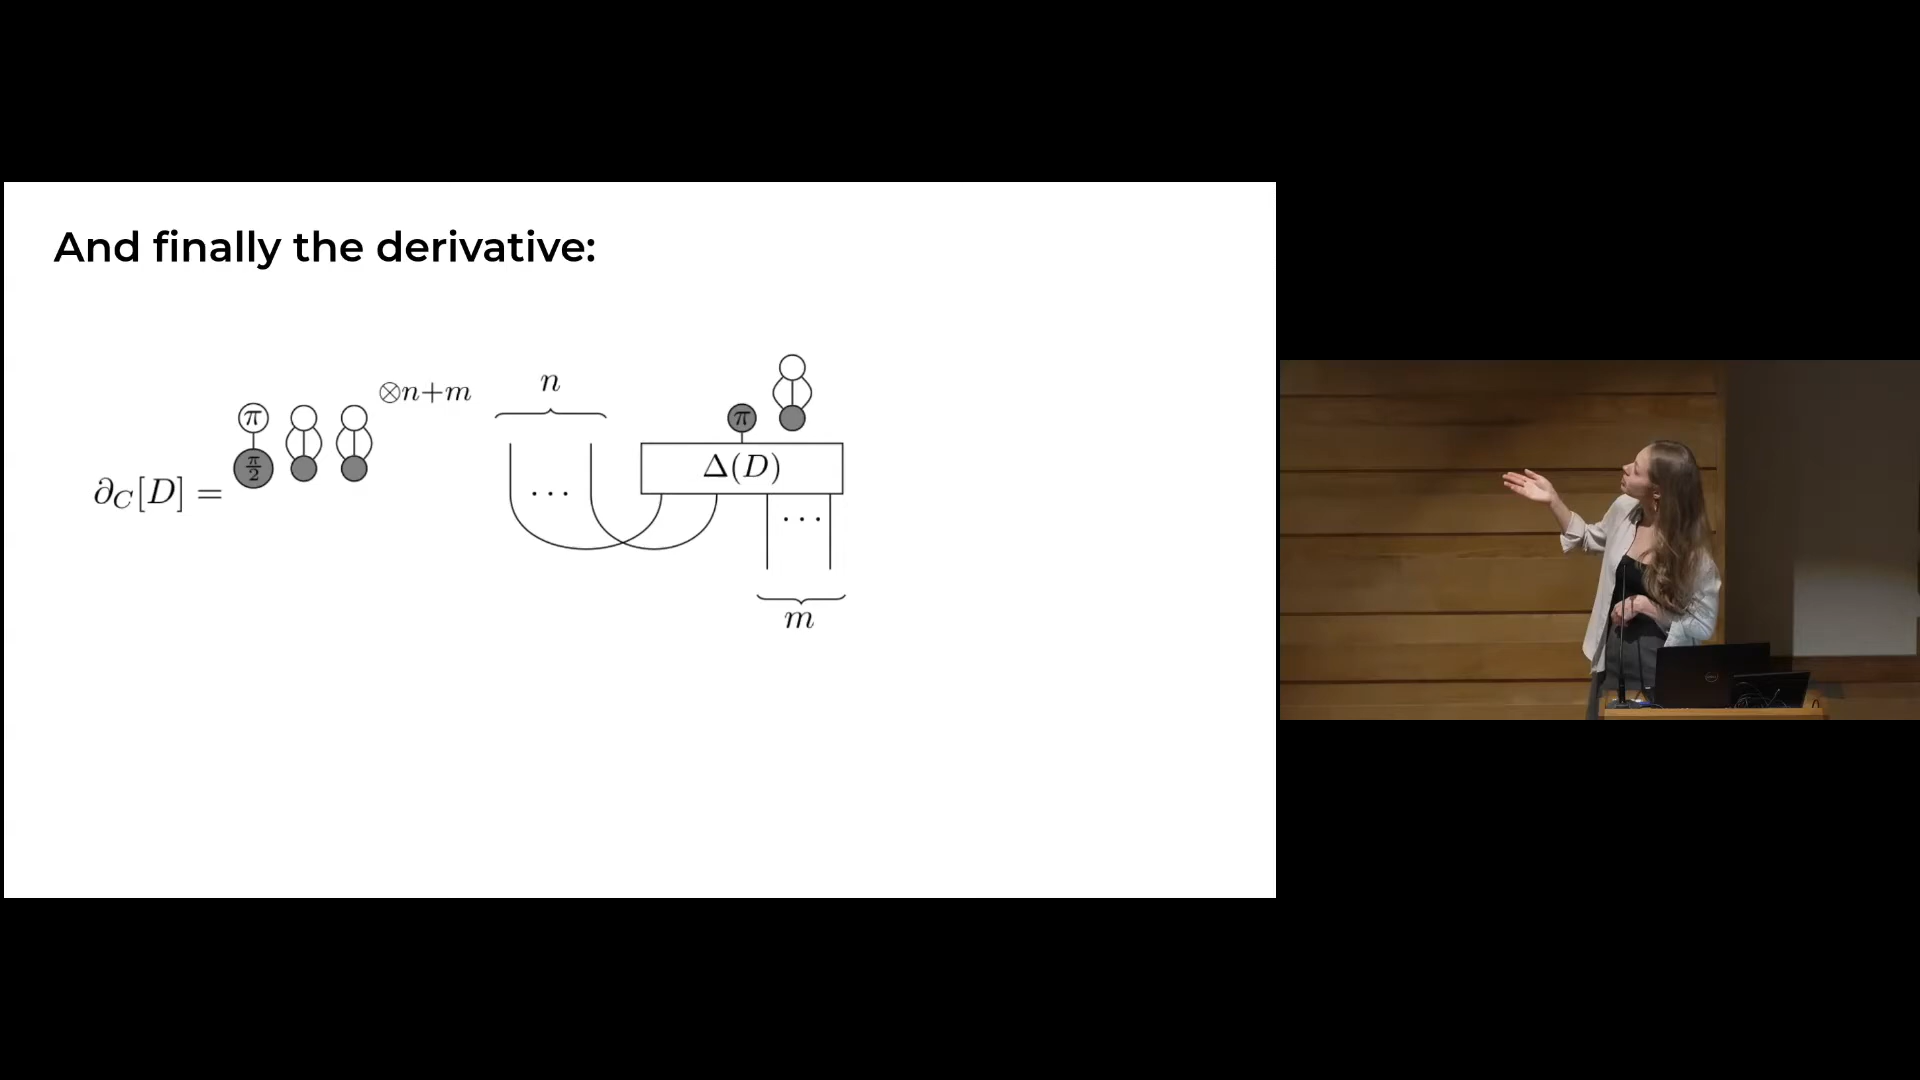 And finally the derivative:
⊗n+m
n
π
π
π/2
Δ(D)
∂_C[D] =
...
...
m